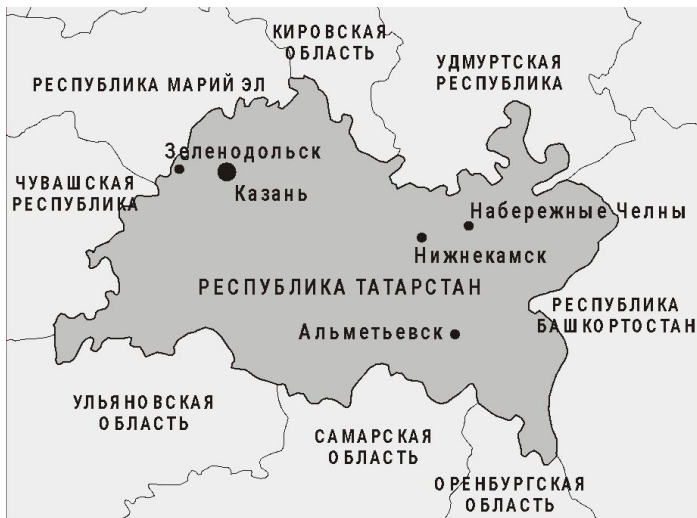 КИРОВСКАЯ
ОБЛАСТЬ
УДМУРТСКАЯ
РЕСПУБЛИКА
РЕСПУБЛИКА МАРИЙ ЭЛ
Зеленодольск
ЧУВАШСКАЯ
РЕСПУБЛИКА
Казань
Набережные Челны
Нижнекамск
РЕСПУБЛИКА ТАТАРСТАН
РЕСПУБЛИКА
БАШКОРТОСТАН
Альметьевск
УЛЬЯНОВСКАЯ
ОБЛАСТЬ
САМАРСКАЯ
ОБЛАСТЬ
ОРЕНБУРГСКАЯ
ОБЛАСТЬ